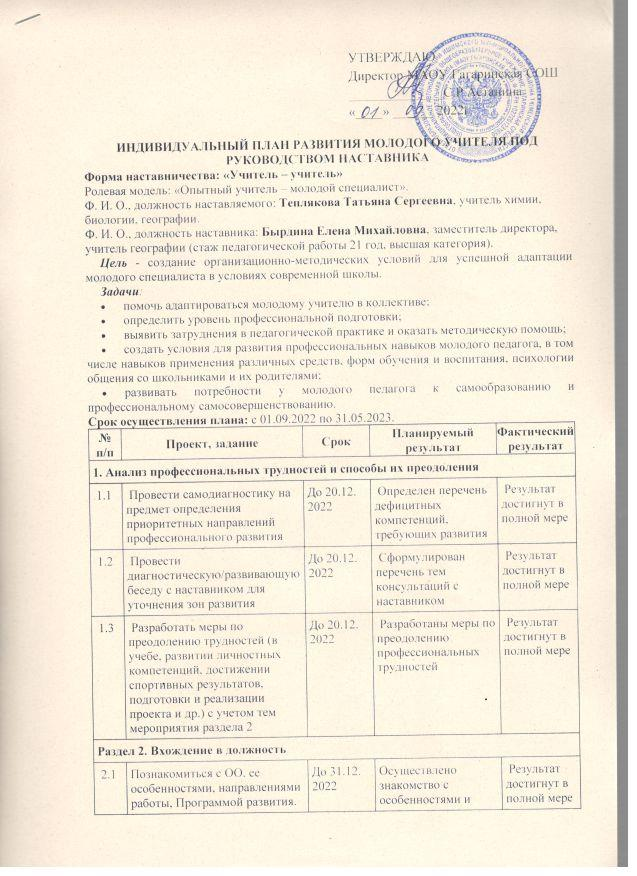 УТВЕРЖДАЮ
Директор МАОУ Гагаринская СОШ
С.Р.Астанина
« 01 » 09 2022г.
ИНДИВИДУАЛЬНЫЙ ПЛАН РАЗВИТИЯ МОЛОДОГО УЧИТЕЛЯ ПОД
РУКОВОДСТВОМ НАСТАВНИКА
Форма наставничества: «Учитель – учитель»
Ролевая модель: «Опытный учитель – молодой специалист».
Ф. И. О., должность наставляемого: Теплякова Татьяна Сергеевна, учитель химии,
биологии, географии.
Ф. И. О., должность наставника: Бырдина Елена Михайловна, заместитель директора,
учитель географии (стаж педагогической работы 21 год, высшая категория).
Цель - создание организационно-методических условий для успешной адаптации
молодого специалиста в условиях современной школы.
Задачи:
• помочь адаптироваться молодому учителю в коллективе;
• определить уровень профессиональной подготовки;
• выявить затруднения в педагогической практике и оказать методическую помощь;
• создать условия для развития профессиональных навыков молодого педагога, в том
числе навыков применения различных средств, форм обучения и воспитания, психологии
общения со школьниками и их родителями;
• развивать потребности у молодого педагога к самообразованию и
профессиональному самосовершенствованию.
Срок осуществления плана: с 01.09.2022 по 31.05.2023.
№ п/п Проект, задание Срок Планируемый результат Фактический результат
1. Анализ профессиональных трудностей и способы их преодоления
1.1 Провести самодиагностику на До 20.12. Определен перечень Результат
предмет определения 2022 дефицитных достигнут в
приоритетных направлений компетенций, полной мере
профессионального развития требующих развития
1.2 Провести До 20.12. Сформулирован Результат
диагностическую/развивающую 2022 перечень тем достигнут в
беседу с наставником для консультаций с полной мере
уточнения зон развития наставником
1.3 Разработать меры по До 20.12. Разработаны меры по Результат
преодолению трудностей (в 2022 преодолению достигнут в
учебе, развитии личностных профессиональных полной мере
компетенций, достижении трудностей
спортивных результатов,
подготовки и реализации
проекта и др.) с учетом тем
мероприятия раздела 2
Раздел 2. Вхождение в должность
2.1 Познакомиться с ОО, ее До 31.12. Осуществлено Результат
особенностями, направлениями 2022 знакомство с достигнут в
работы, Программой развития. особенностями и полной мере